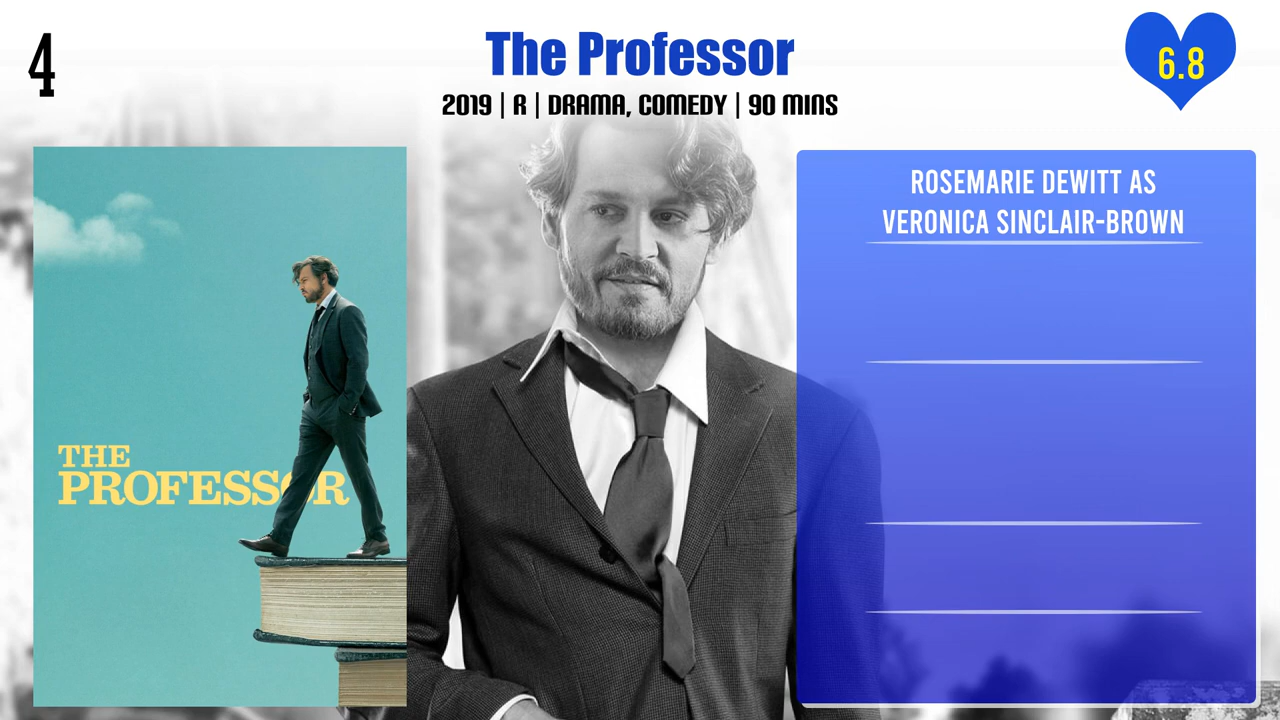 4
The Professor
2019 | R | DRAMA, COMEDY | 90 MINS
6.8
THE
PROFESSOR
ROSEMARIE DEWITT AS
VERONICA SINCLAIR-BROWN